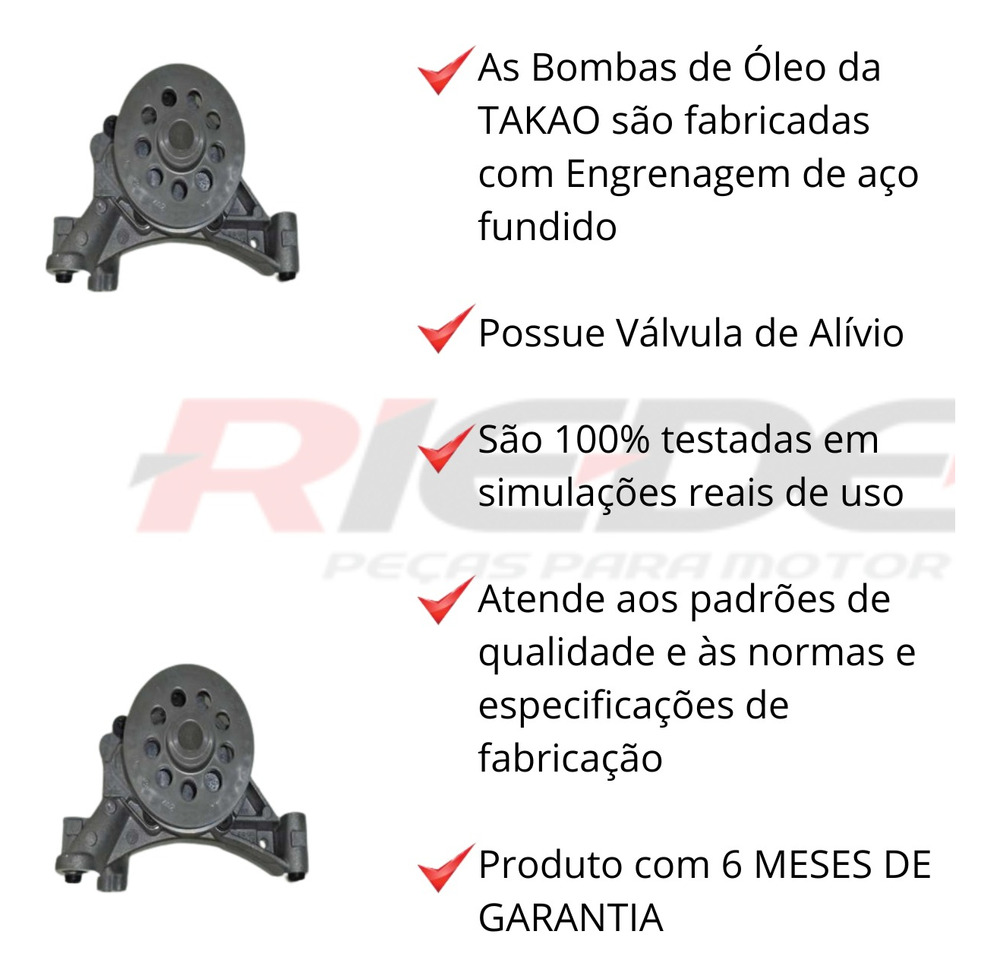 As Bombas de Óleo da
TAKAO são fabricadas
com Engrenagem de aço
fundido
Possue Válvula de Alívio
RIEDE
São 100% testadas em
simulações reais de uso
PEÇAS PARA MOTOR
Atende aos padrões de
qualidade e às normas e
especificações de
fabricação
Produto com 6 MESES DE
GARANTIA